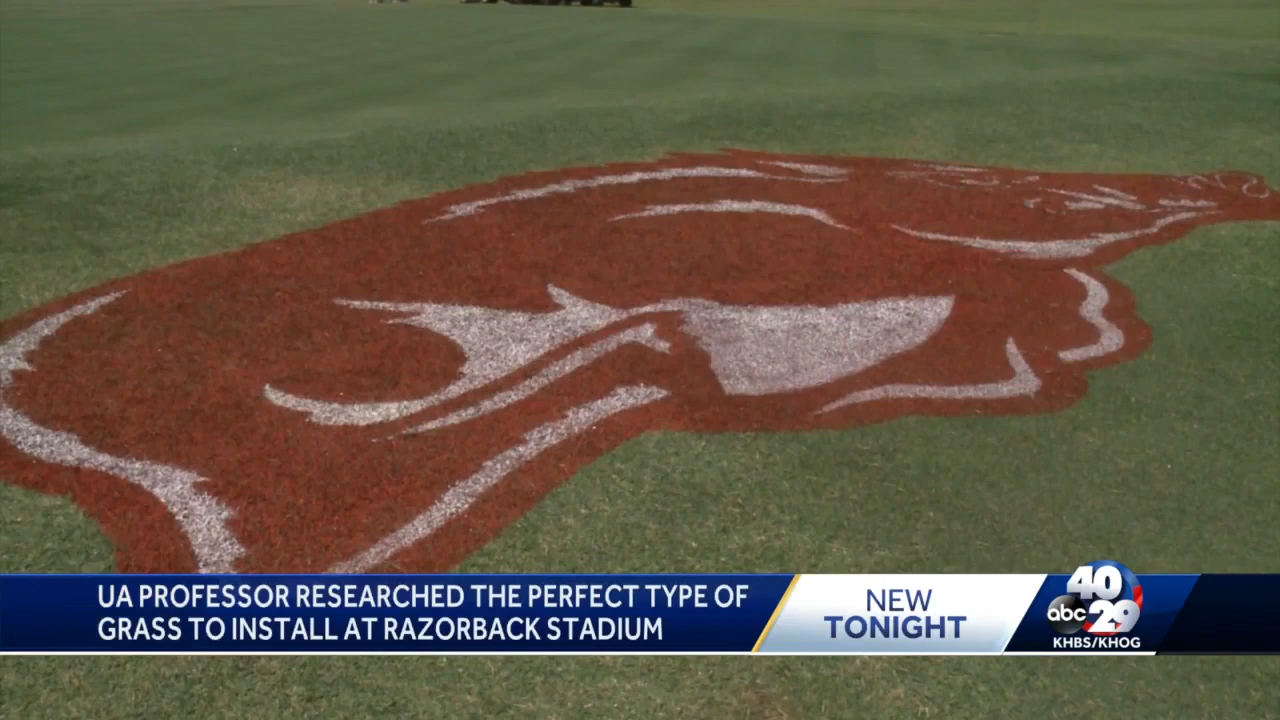 UA PROFESSOR RESEARCHED THE PERFECT TYPE OF
GRASS TO INSTALL AT RAZORBACK STADIUM
NEW
TONIGHT
40
abc 29
KHBS/KHOG